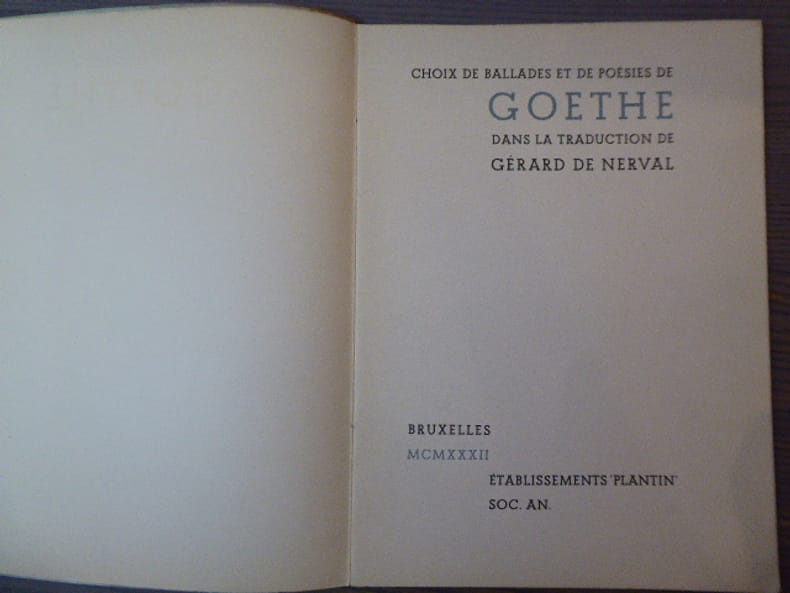 CHOIX DE BALLADES ET DE POÉSIES DE
GOETHE
DANS LA TRADUCTION DE
GÉRARD DE NERVAL
BRUXELLES
MCMXXXII
ÉTABLISSEMENTS "PLANTIN"
SOC. AN.